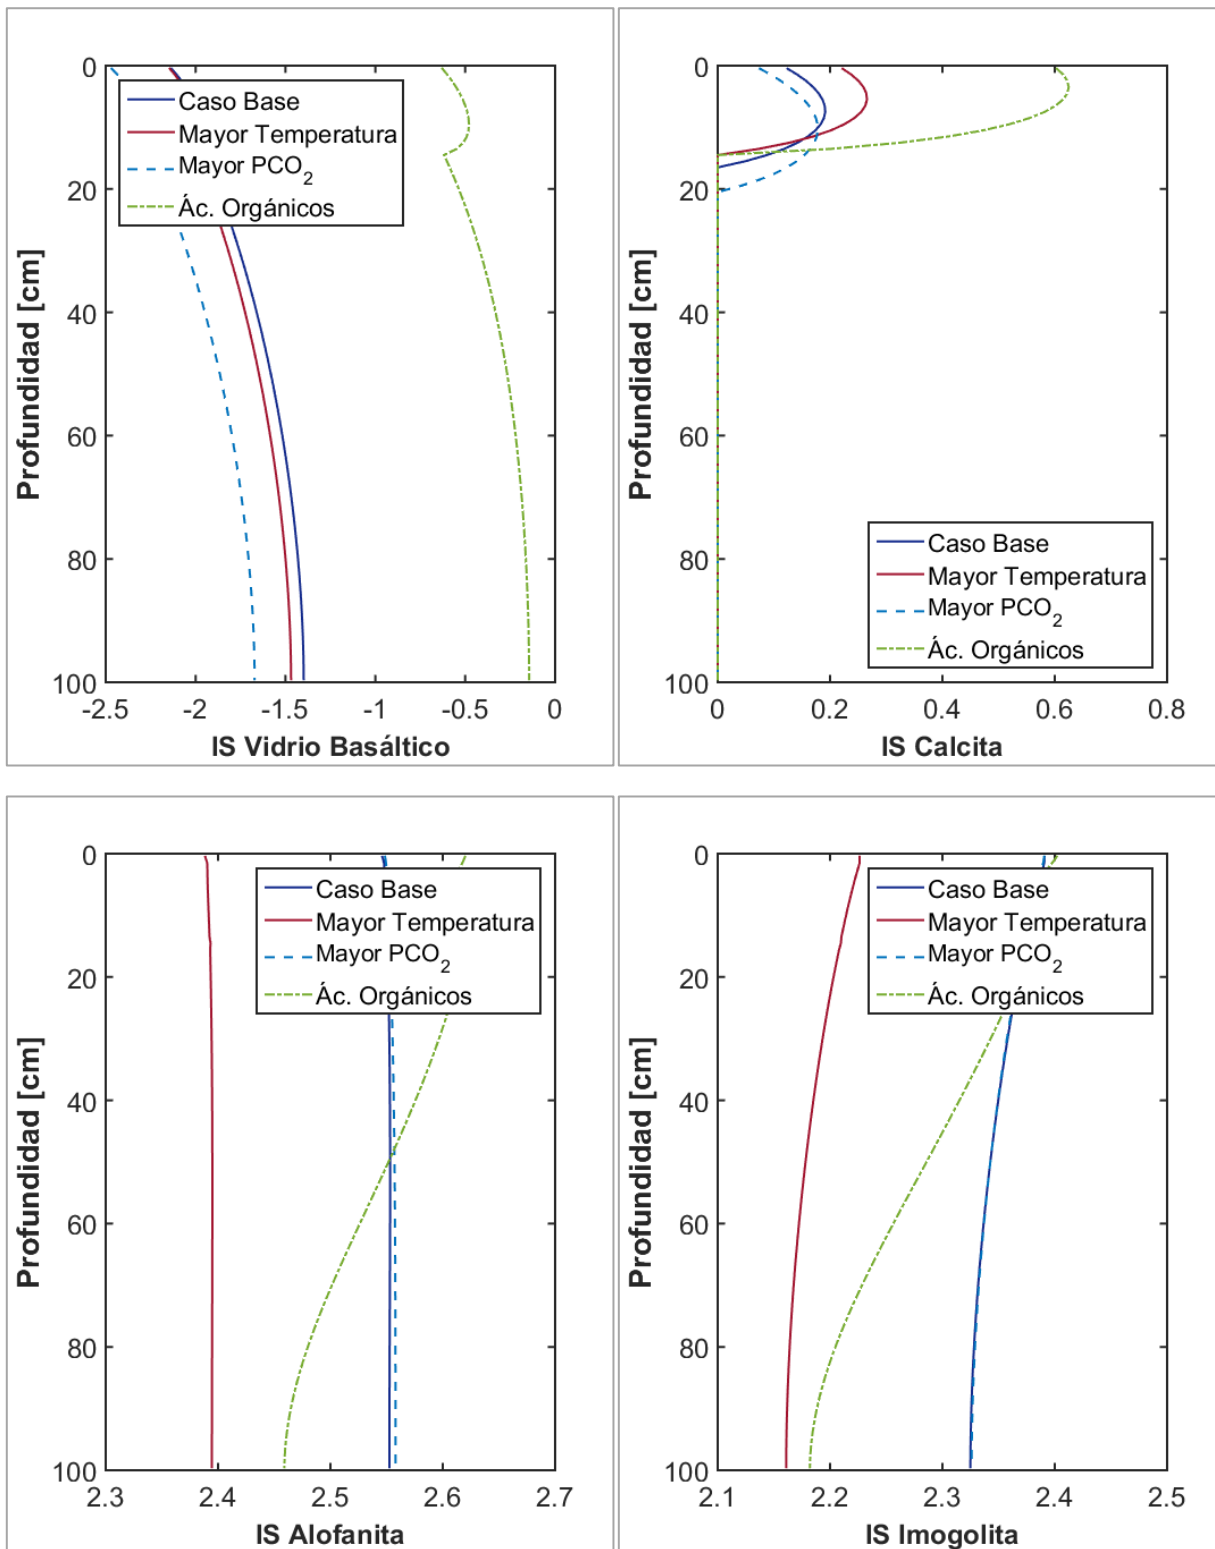 0
20
40
60
80
100
Profundidad [cm]
-2.5 -2 -1.5 -1 -0.5 0
IS Vidrio Basáltico
Caso Base
Mayor Temperatura
Mayor PCO2
Ác. Orgánicos
0
20
40
60
80
100
Profundidad [cm]
0 0.2 0.4 0.6 0.8
IS Calcita
Caso Base
Mayor Temperatura
Mayor PCO2
Ác. Orgánicos
0
20
40
60
80
100
Profundidad [cm]
2.3 2.4 2.5 2.6 2.7
IS Alofanita
Caso Base
Mayor Temperatura
Mayor PCO2
Ác. Orgánicos
0
20
40
60
80
100
Profundidad [cm]
2.1 2.2 2.3 2.4 2.5
IS Imogolita
Caso Base
Mayor Temperatura
Mayor PCO2
Ác. Orgánicos